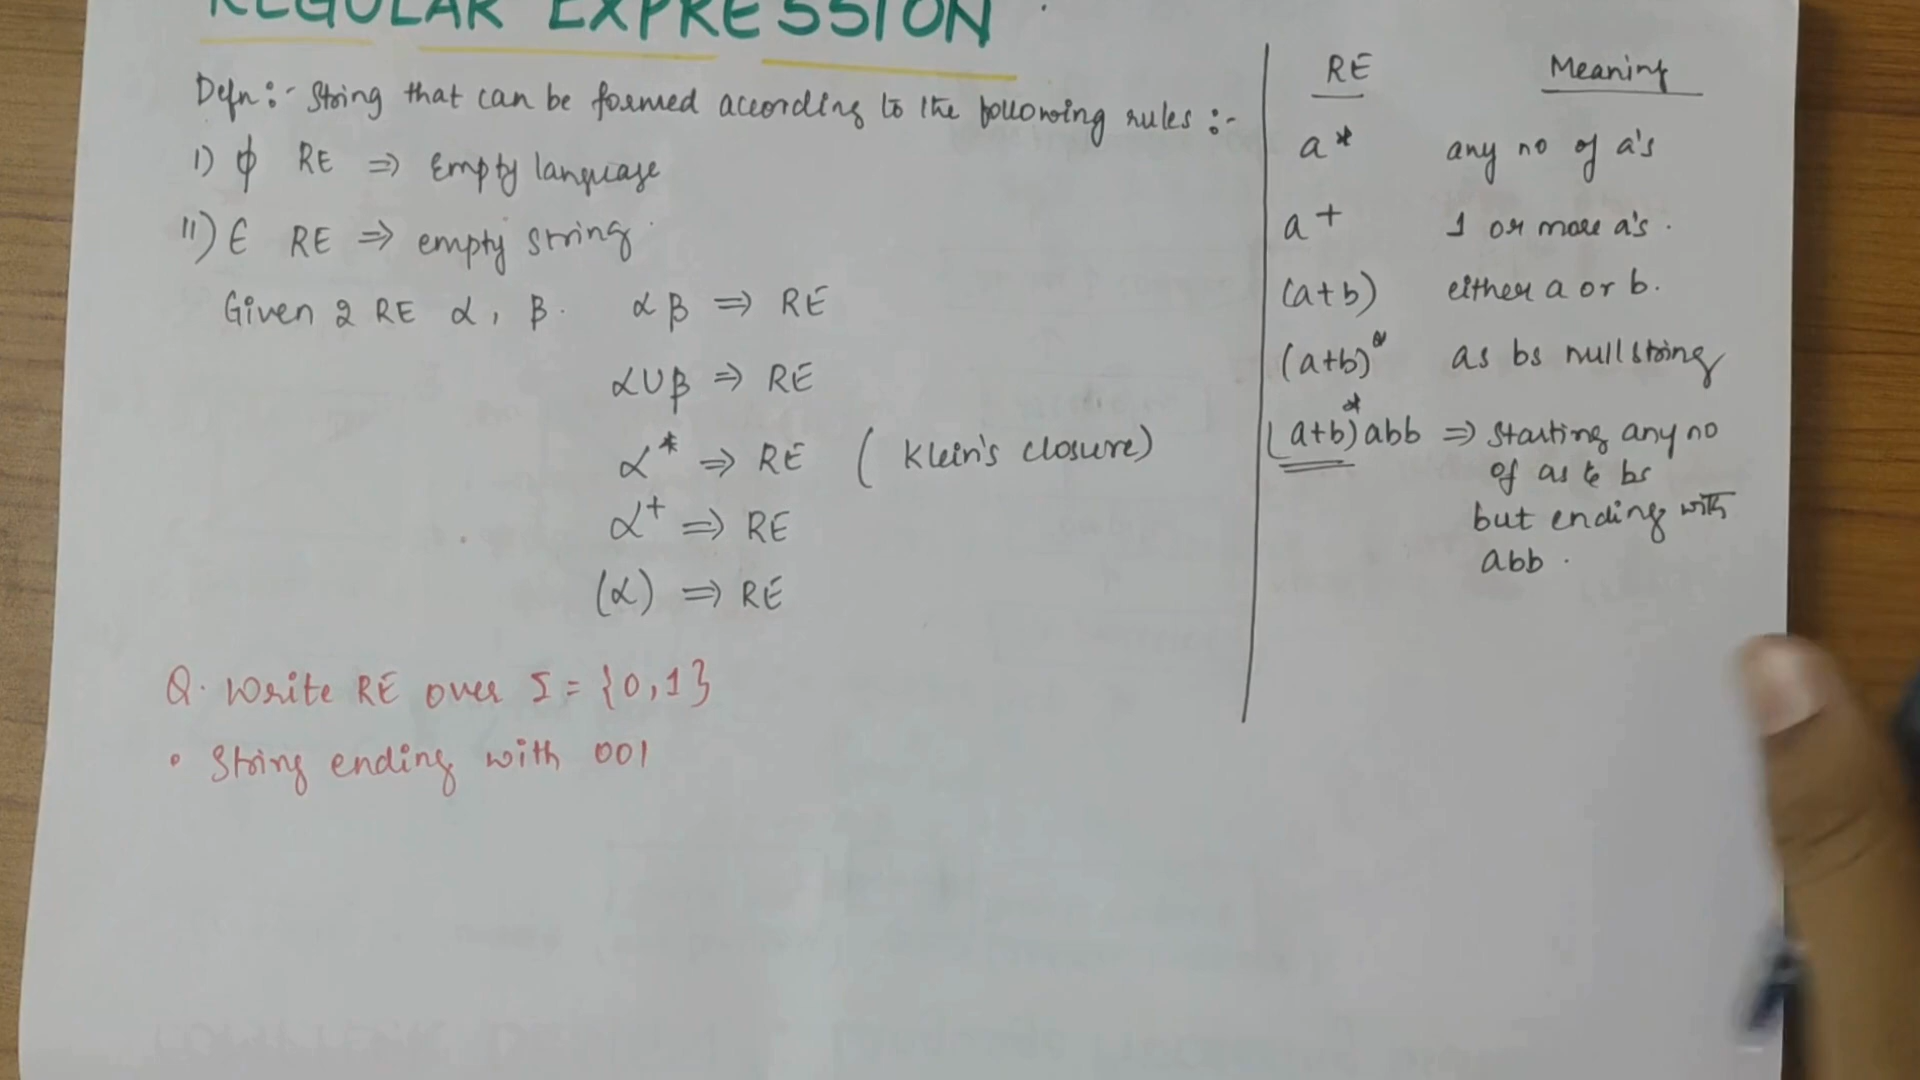 REGULAR EXPRESSION
Defn:- String that can be formed according to the following rules :-
i) ϕ RE ⇒ Empty language
ii) ∈ RE ⇒ empty string.
Given 2 RE α, β. αβ ⇒ RE
α∪β ⇒ RE
α* ⇒ RE ( Klein's closure)
α+ ⇒ RE
(α) ⇒ RE
Q. Write RE over Σ = {0,1}
• String ending with 001
RE Meaning
a* any no of a's
a+ 1 or more a's.
(a+b) either a or b.
(a+b)* as bs null string
(a+b)*abb ⇒ starting any no
of as & bs
but ending with
abb.